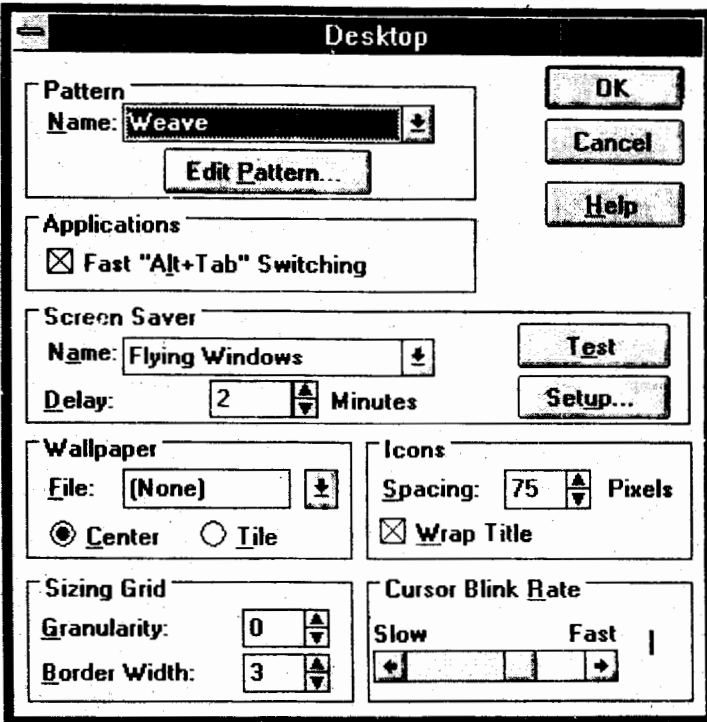 Desktop
Pattern
Name: Weave
Edit Pattern...
OK
Cancel
Help
Applications
Fast "Alt+Tab" Switching
Screen Saver
Name: Flying Windows
Delay: 2 Minutes
Test
Setup...
Wallpaper
File: (None)
Center Tile
Icons
Spacing: 75 Pixels
Wrap Title
Sizing Grid
Granularity: 0
Border Width: 3
Cursor Blink Rate
Slow Fast